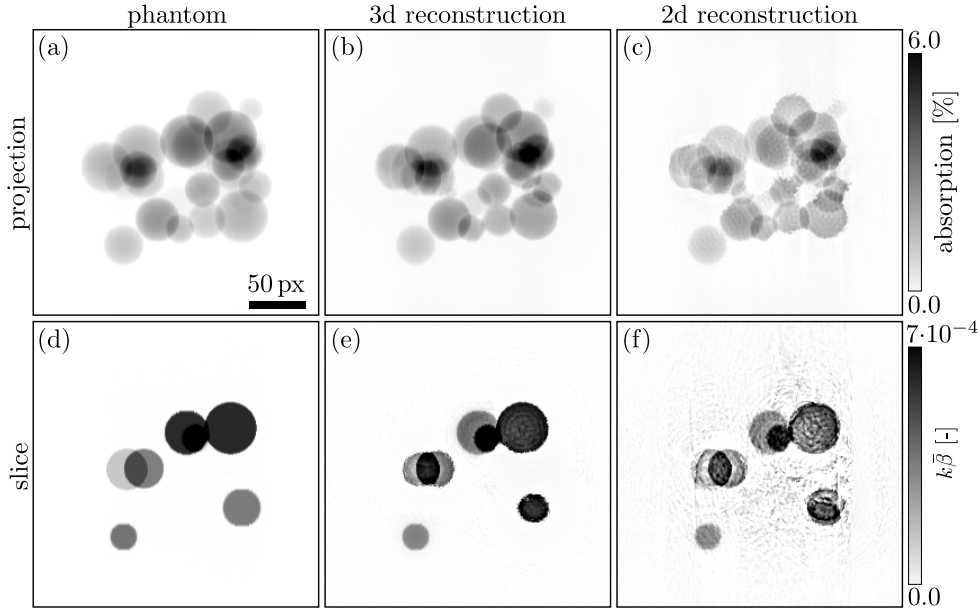 phantom 3d reconstruction 2d reconstruction
(a) (b) (c) 6.0
projection
absorption [%]
50 px
0.0
(d) (e) (f) 7·10⁻⁴
slice
kβ̄ [-]
0.0